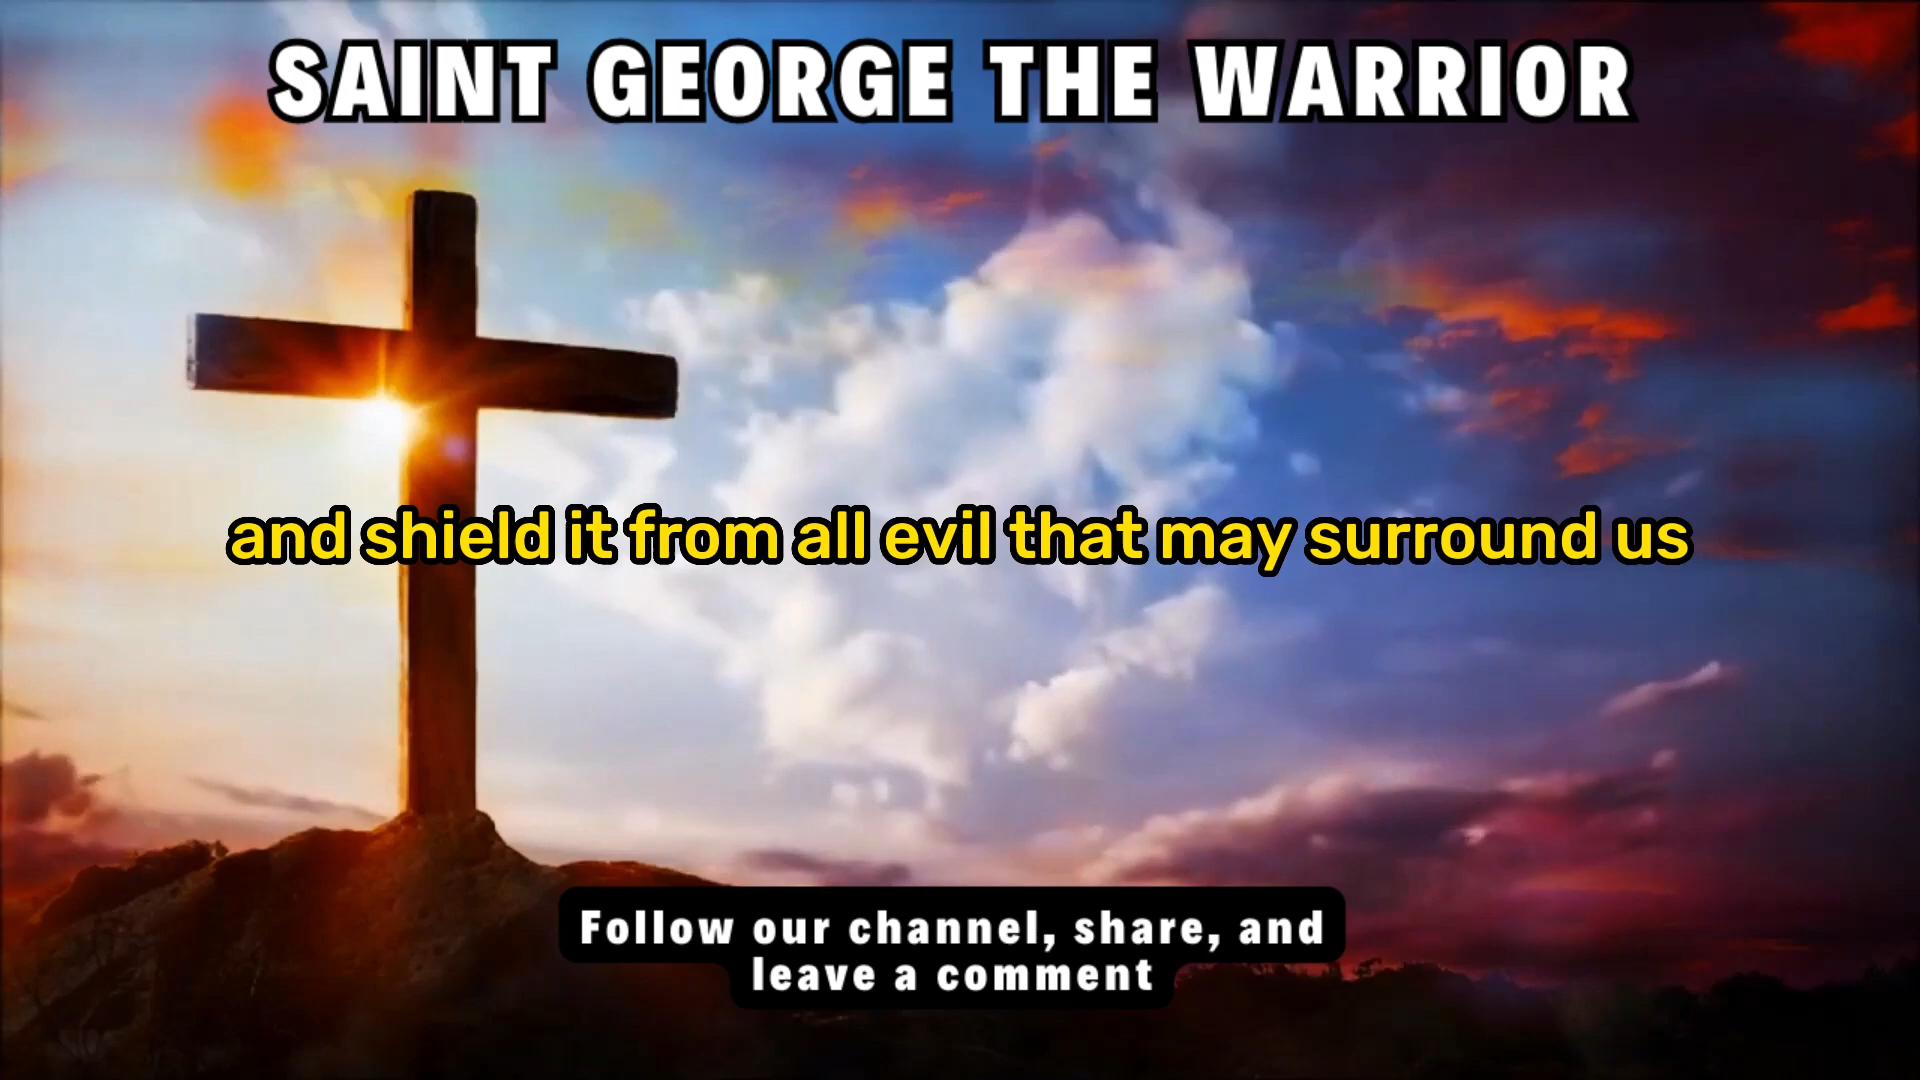 SAINT GEORGE THE WARRIOR
and shield it from all evil that may surround us
Follow our channel, share, and
leave a comment